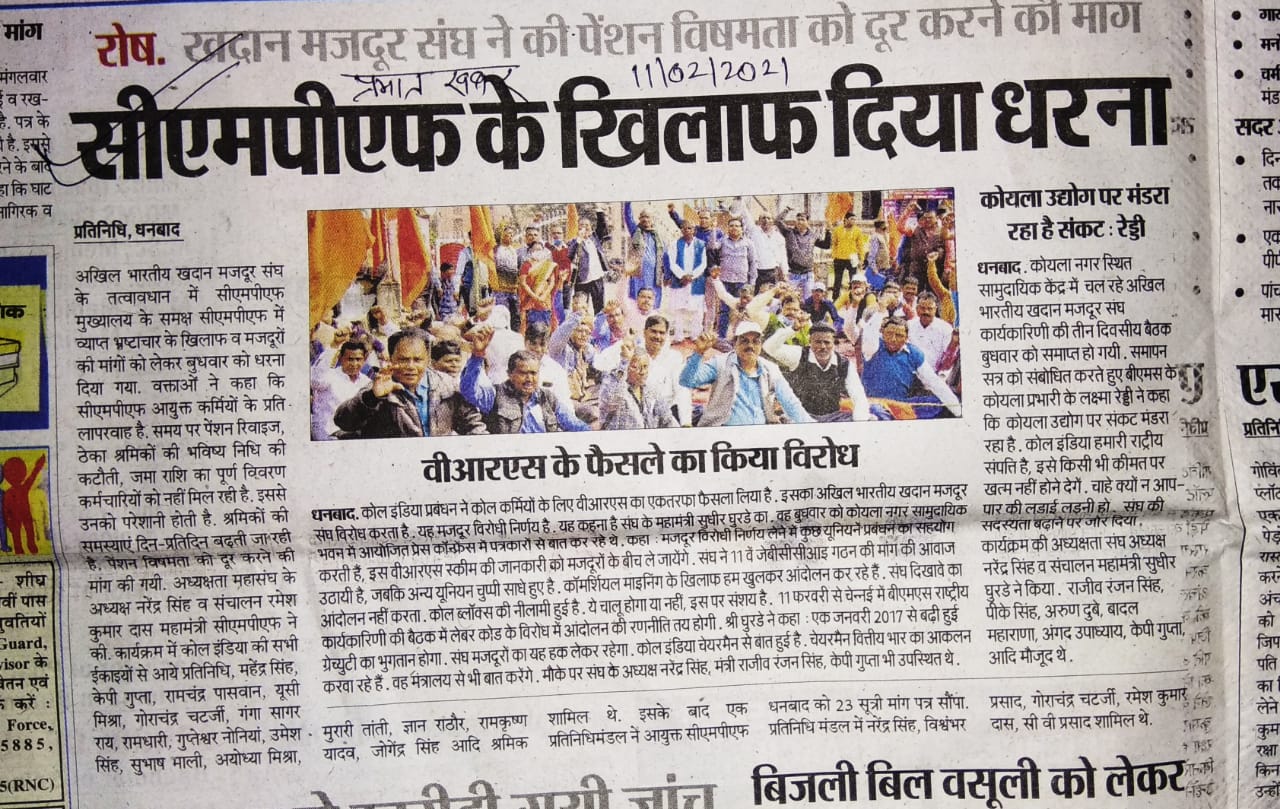 रोष. खदान मजदूर संघ ने की पेंशन विषमता को दूर करने की मांग
प्रभात खबर 11/02/2021
सीएमपीएफ के खिलाफ दिया धरना
प्रतिनिधि, धनबाद
अखिल भारतीय खदान मजदूर संघ
के तत्वावधान में सीएमपीएफ
मुख्यालय के समक्ष सीएमपीएफ में
व्याप्त भ्रष्टाचार के खिलाफ व मजदूरों
की मांगों को लेकर बुधवार को धरना
दिया गया. वक्ताओं ने कहा कि
सीएमपीएफ आयुक्त कर्मियों के प्रति
लापरवाह है. समय पर पेंशन रिवाइज,
ठेका श्रमिकों की भविष्य निधि की
कटौती, जमा राशि का पूर्ण विवरण
कर्मचारियों को नहीं मिल रही है. इससे
उनको परेशानी होती है. श्रमिकों की
समस्याएं दिन-प्रतिदिन बढ़ती जा रही
है. पेंशन विषमता को दूर करने की
मांग की गयी. अध्यक्षता महासंघ के
अध्यक्ष नरेंद्र सिंह व संचालन रमेश
कुमार दास महामंत्री सीएमपीएफ ने
की. कार्यक्रम में कोल इंडिया की सभी
ईकाइयों से आये प्रतिनिधि, महेंद्र सिंह,
केपी गुप्ता, रामचंद्र पासवान, यूसी
मिश्रा, गोराचंद्र चटर्जी, गंगा सागर
राय, रामधारी, गुप्तेश्वर नोनियां, उमेश
सिंह, सुभाष माली, अयोध्या मिश्रा,
मुरारी तांती, ज्ञान राठौर, रामकृष्ण
यादव, जोगेंद्र सिंह आदि श्रमिक
शामिल थे. इसके बाद एक
प्रतिनिधिमंडल ने आयुक्त सीएमपीएफ
धनबाद को 23 सूत्री मांग पत्र सौंपा.
प्रतिनिधि मंडल में नरेंद्र सिंह, विश्वंभर
प्रसाद, गोराचंद्र चटर्जी, रमेश कुमार
दास, सी वी प्रसाद शामिल थे.
वीआरएस के फैसले का किया विरोध
धनबाद. कोल इंडिया प्रबंधन ने कोल कर्मियों के लिए वीआरएस का एकतरफा फैसला लिया है. इसका अखिल भारतीय खदान मजदूर
संघ विरोध करता है. यह मजदूर विरोधी निर्णय है. यह कहना है संघ के महामंत्री सुधीर घुरडे का. वह बुधवार को कोयला नगर सामुदायिक
भवन में आयोजित प्रेस कॉन्फ्रेंस में पत्रकारों से बात कर रहे थे. कहा : मजदूर विरोधी निर्णय लेने में कुछ यूनियनें प्रबंधन का सहयोग
करती हैं, इस वीआरएस स्कीम की जानकारी को मजदूरों के बीच ले जायेंगे. संघ ने 11 वें जेबीसीसीआइ गठन की मांग की आवाज
उठायी है, जबकि अन्य यूनियन चुप्पी साधे हुए है. कॉमर्शियल माइनिंग के खिलाफ हम खुलकर आंदोलन कर रहे हैं. संघ दिखावे का
आंदोलन नहीं करता. कोल ब्लॉक्स की नीलामी हुई है. ये चालू होगा या नहीं, इस पर संशय है. 11 फरवरी से चेन्नई में बीएमएस राष्ट्रीय
कार्यकारिणी की बैठक में लेबर कोड के विरोध में आंदोलन की रणनीति तय होगी. श्री घुरडे ने कहा : एक जनवरी 2017 से बढ़ी हुई
ग्रेच्युटी का भुगतान होगा. संघ मजदूरों का यह हक लेकर रहेगा. कोल इंडिया चेयरमैन से बात हुई है. चेयरमैन वित्तीय भार का आकलन
करवा रहे हैं. वह मंत्रालय से भी बात करेंगे. मौके पर संघ के अध्यक्ष नरेंद्र सिंह, मंत्री राजीव रंजन सिंह, केपी गुप्ता भी उपस्थित थे.
कोयला उद्योग पर मंडरा
रहा है संकट : रेड्डी
धनबाद. कोयला नगर स्थित
सामुदायिक केंद्र में चल रहे अखिल
भारतीय खदान मजदूर संघ
कार्यकारिणी की तीन दिवसीय बैठक
बुधवार को समाप्त हो गयी. समापन
सत्र को संबोधित करते हुए बीएमस के
कोयला प्रभारी के लक्ष्मा रेड्डी ने कहा
कि कोयला उद्योग पर संकट मंडरा
रहा है. कोल इंडिया हमारी राष्ट्रीय
संपत्ति है, इसे किसी भी कीमत पर
खत्म नहीं होने देगें. चाहे क्यों न आप-
पार की लडाई लडनी हो. संघ की
सदस्यता बढ़ाने पर जोर दिया.
कार्यक्रम की अध्यक्षता संघ अध्यक्ष
नरेंद्र सिंह व संचालन महामंत्री सुधीर
घुरडे ने किया. राजीव रंजन सिंह,
पीके सिंह, अरुण दुबे, बादल
महाराणा, अंगद उपाध्याय, केपी गुप्ता,
आदि मौजूद थे.
बिजली बिल वसूली को लेकर
मांग
मंगलवार
व रख-
है. पत्र के
है. इससे
रने के बाद
हा कि घाट
नागरिक व
शीघ्र
वीं पास
युवतियों
Guard,
visor के
वेतन एवं
करें :
Force,
5885,
5(RNC)
सदर